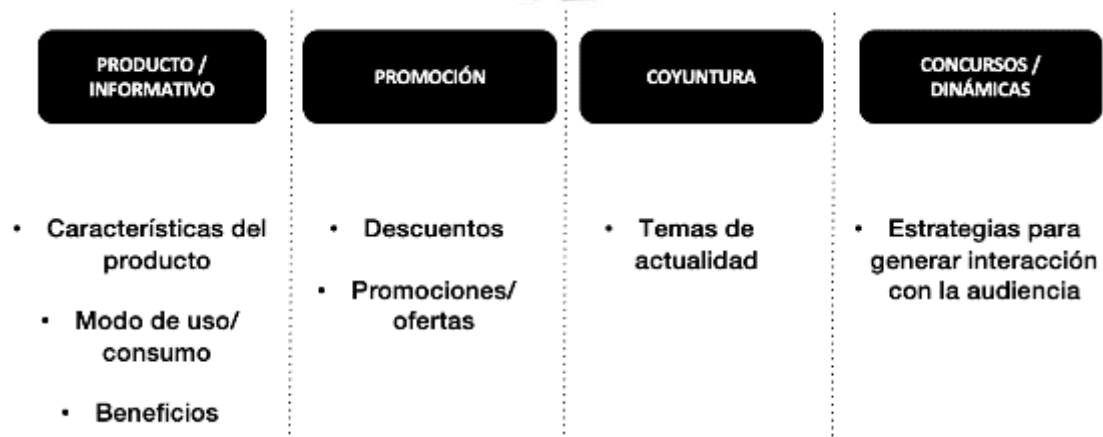 PRODUCTO /
INFORMATIVO
• Características del
producto
• Modo de uso/
consumo
• Beneficios
PROMOCIÓN
• Descuentos
• Promociones/
ofertas
COYUNTURA
• Temas de
actualidad
CONCURSOS /
DINÁMICAS
• Estrategias para
generar interacción
con la audiencia